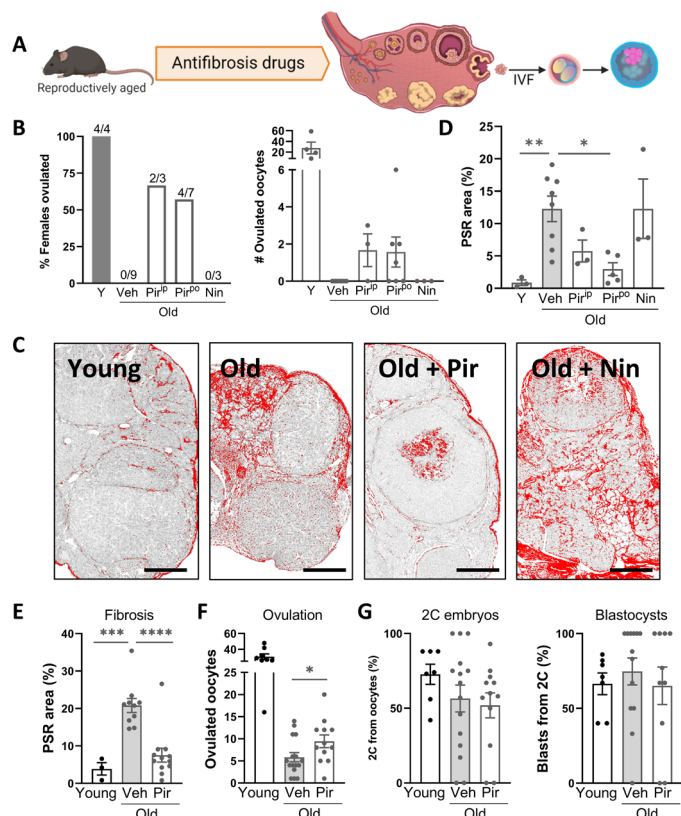 A
Reproductively aged
Antifibrosis drugs
IVF
B
% Females ovulated
100
75
50
25
0
4/4
0/9
2/3
4/7
0/3
Y Veh Pir^ip Pir^po Nin
Old
# Ovulated oocytes
60
40
20
6
4
2
0
Y Veh Pir^ip Pir^po Nin
Old
D
PSR area (%)
25
20
15
10
5
0
** *
Y Veh Pir^ip Pir^po Nin
Old
C
Young
Old
Old + Pir
Old + Nin
E
Fibrosis
PSR area (%)
40
30
20
10
0
*** ****
Young Veh Pir
Old
F
Ovulation
Ovulated oocytes
60
40
20
25
20
15
10
5
0
*
Young Veh Pir
Old
G
2C embryos
2C from oocytes (%)
100
50
0
Young Veh Pir
Old
Blastocysts
Blasts from 2C (%)
100
50
0
Young Veh Pir
Old